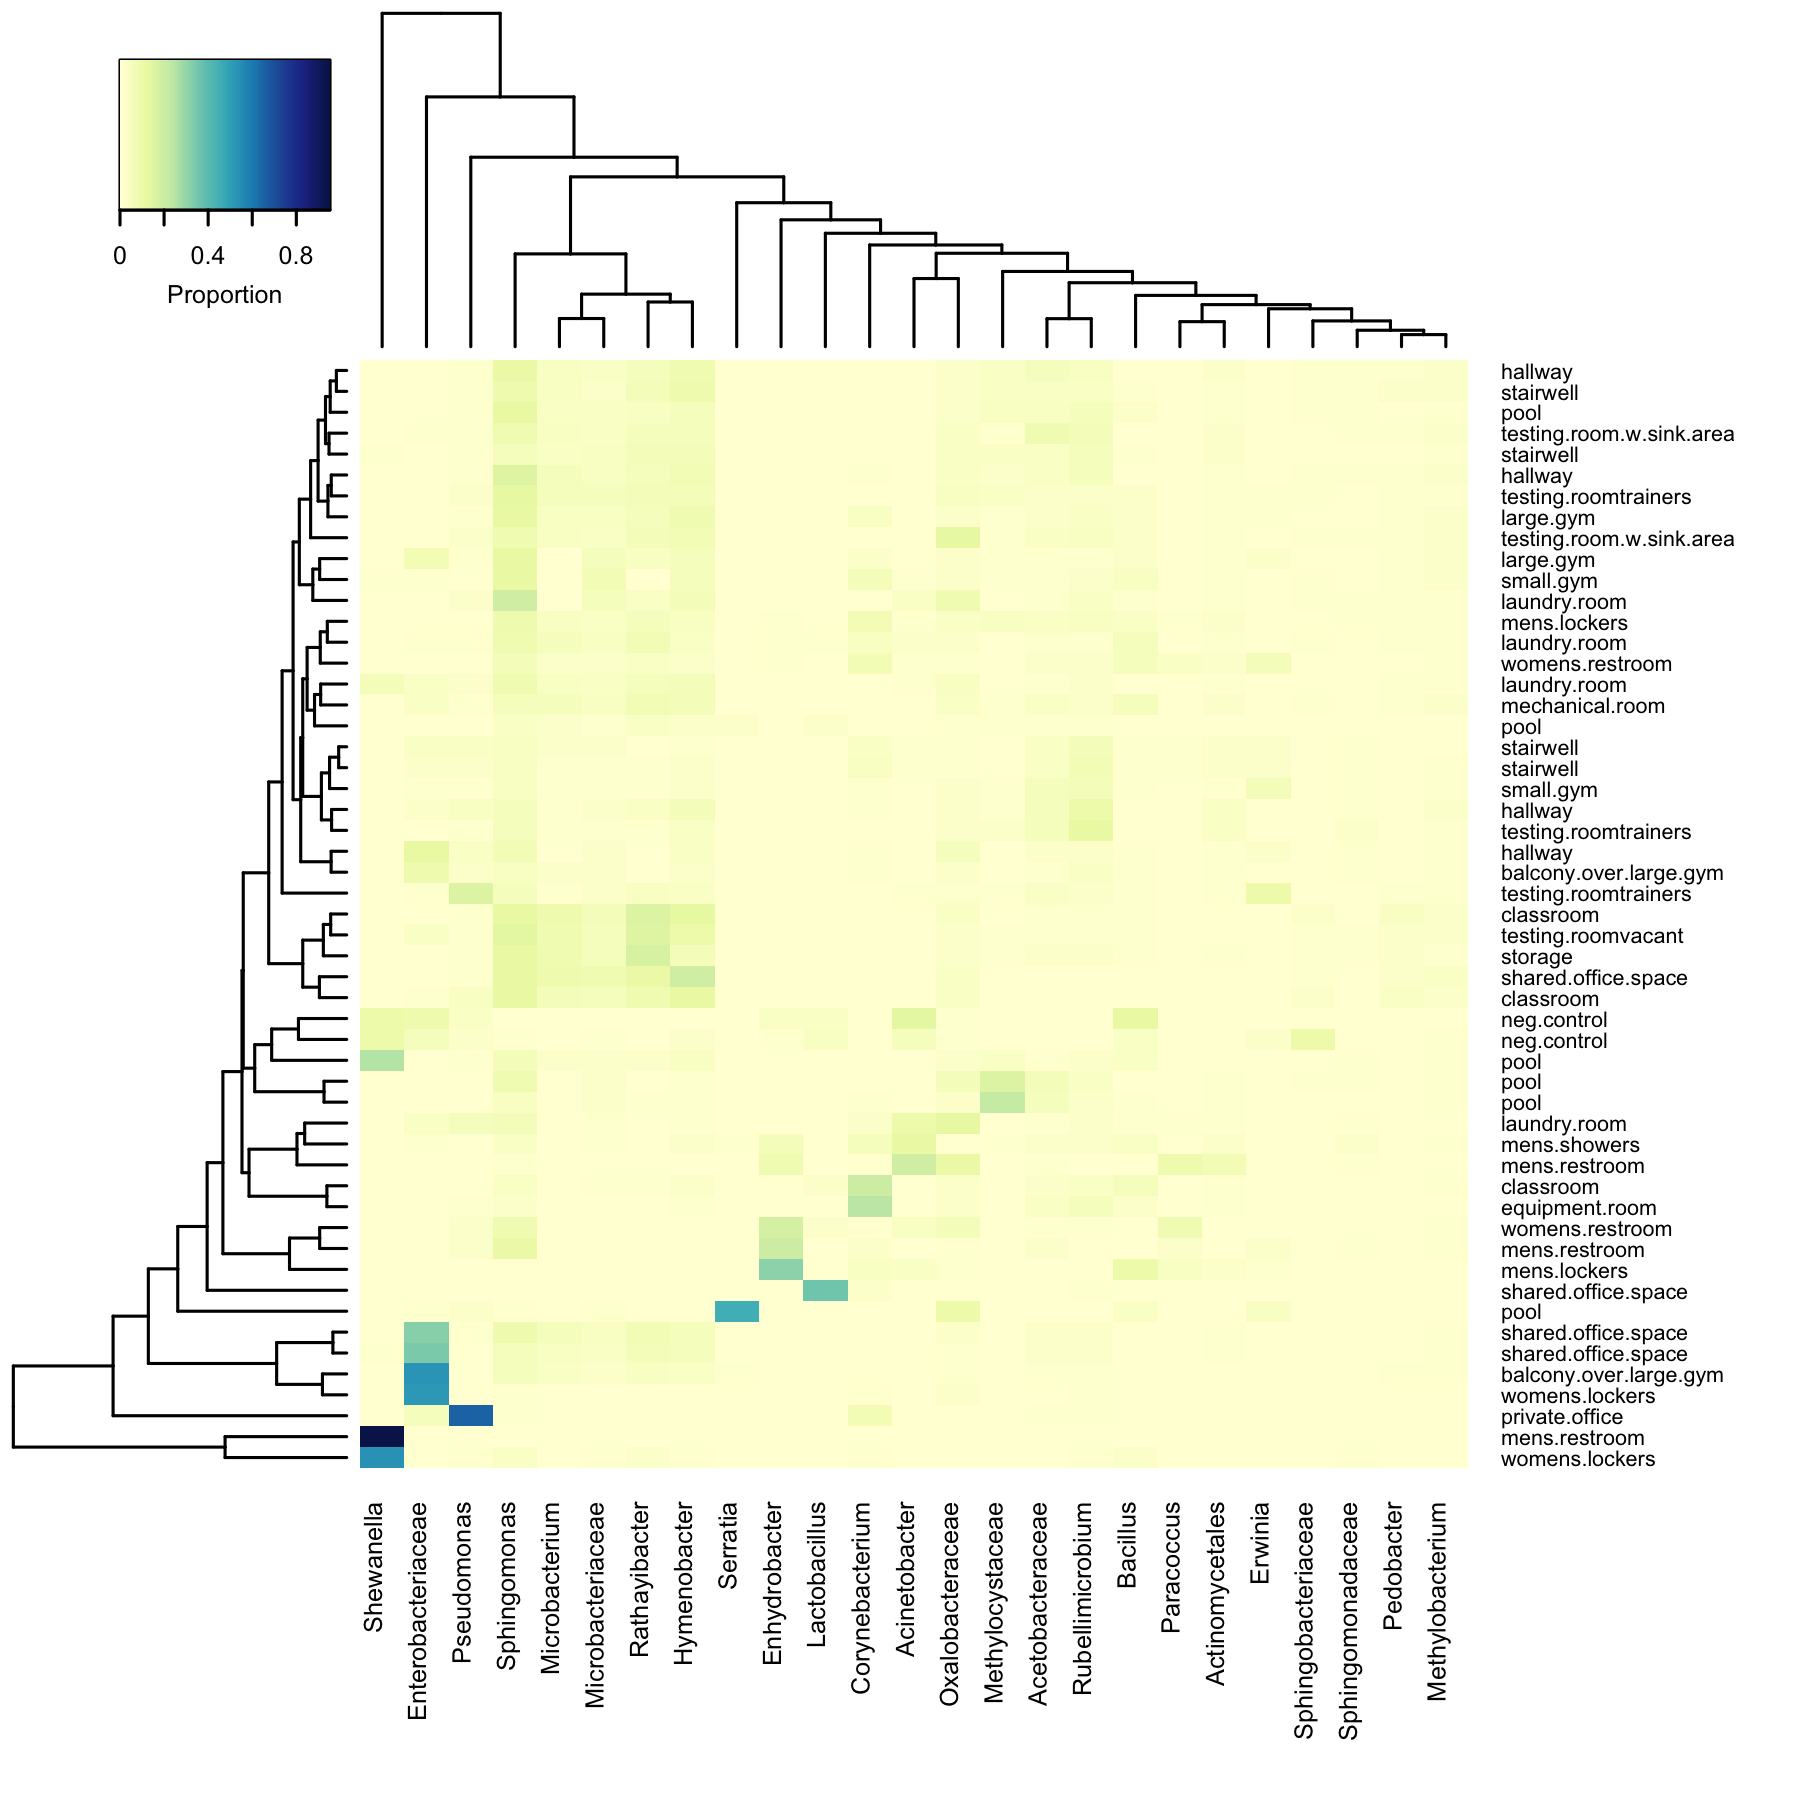 0 0.4 0.8
Proportion
hallway
stairwell
pool
testing.room.w.sink.area
stairwell
hallway
testing.roomtrainers
large.gym
testing.room.w.sink.area
large.gym
small.gym
laundry.room
mens.lockers
laundry.room
womens.restroom
laundry.room
mechanical.room
pool
stairwell
stairwell
small.gym
hallway
testing.roomtrainers
hallway
balcony.over.large.gym
testing.roomtrainers
classroom
testing.roomvacant
storage
shared.office.space
classroom
neg.control
neg.control
pool
pool
pool
laundry.room
mens.showers
mens.restroom
classroom
equipment.room
womens.restroom
mens.restroom
mens.lockers
shared.office.space
pool
shared.office.space
shared.office.space
balcony.over.large.gym
womens.lockers
private.office
mens.restroom
womens.lockers
Shewanella
Enterobacteriaceae
Pseudomonas
Sphingomonas
Microbacterium
Microbacteriaceae
Rathayibacter
Hymenobacter
Serratia
Enhydrobacter
Lactobacillus
Corynebacterium
Acinetobacter
Oxalobacteraceae
Methylocystaceae
Acetobacteraceae
Rubellimicrobium
Bacillus
Paracoccus
Actinomycetales
Erwinia
Sphingobacteriaceae
Sphingomonadaceae
Pedobacter
Methylobacterium